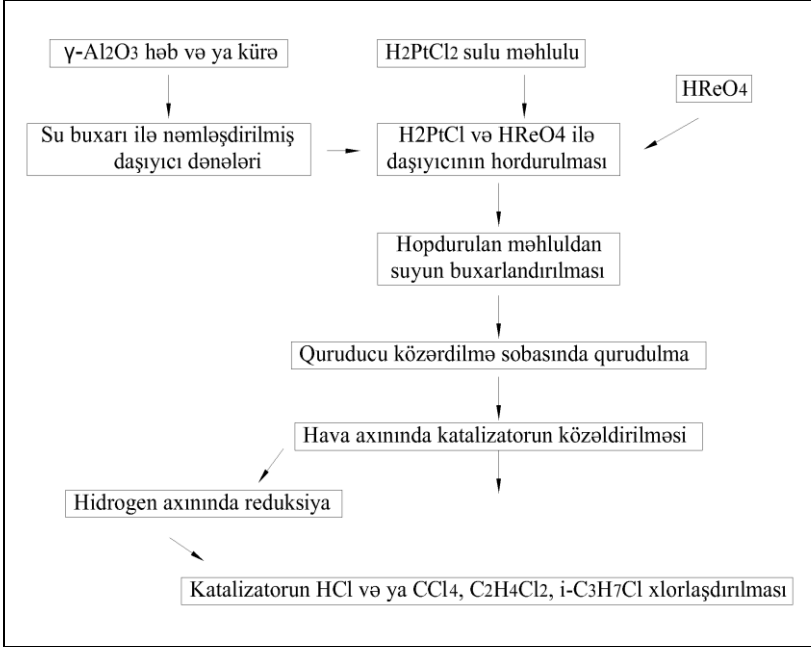 γ-Al2O3 həb və ya kürə
H2PtCl2 sulu məhlulu
HReO4
Su buxarı ilə nəmləşdirilmiş
daşıyıcı dənələri
H2PtCl və HReO4 ilə
daşıyıcının hordurulması
Hopdurulan məhluldan
suyun buxarlandırılması
Quruducu közərdilmə sobasında qurudulma
Hava axınında katalizatorun közəldirilməsi
Hidrogen axınında reduksiya
Katalizatorun HCl və ya CCl4, C2H4Cl2, i-C3H7Cl xlorlaşdırılması